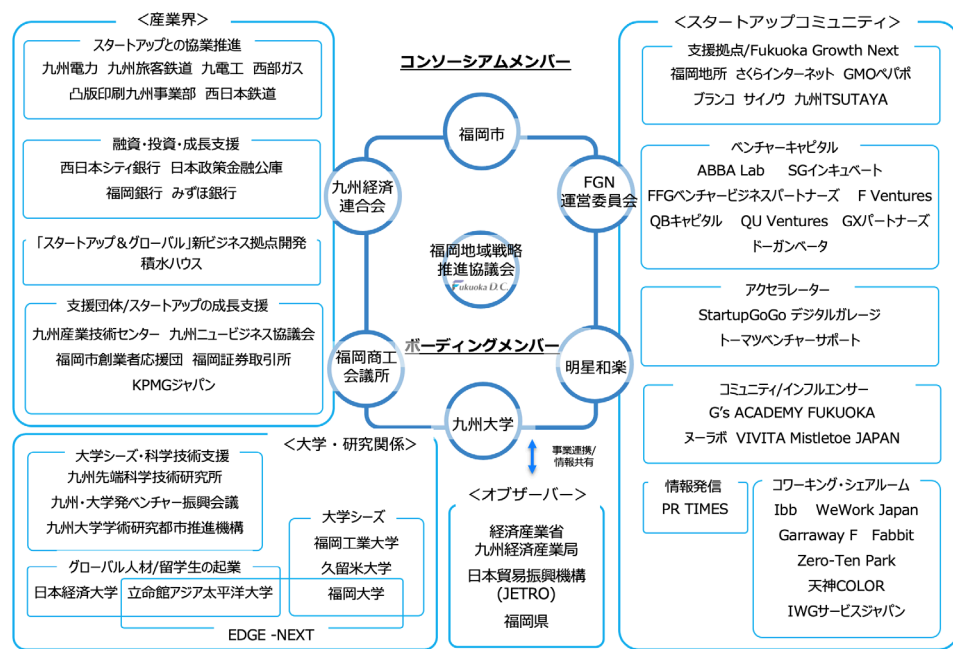 <産業界>
スタートアップとの協業推進
九州電力 九州旅客鉄道 九電工 西部ガス
凸版印刷九州事業部 西日本鉄道
融資・投資・成長支援
西日本シティ銀行 日本政策金融公庫
福岡銀行 みずほ銀行
「スタートアップ&グローバル」新ビジネス拠点開発
積水ハウス
支援団体/スタートアップの成長支援
九州産業技術センター 九州ニュービジネス協議会
福岡市創業者応援団 福岡証券取引所
KPMGジャパン
コンソーシアムメンバー
福岡市
九州経済
連合会
FGN
運営委員会
福岡地域戦略
推進協議会
Fukuoka D.C.
ボーディングメンバー
福岡商工
会議所
明星和楽
九州大学
事業連携/
情報共有
<スタートアップコミュニティ>
支援拠点/Fukuoka Growth Next
福岡地所 さくらインターネット GMOペパボ
ブランコ サイノウ 九州TSUTAYA
ベンチャーキャピタル
ABBA Lab SGインキュベート
FFGベンチャービジネスパートナーズ F Ventures
QBキャピタル QU Ventures GXパートナーズ
ドーガンベータ
アクセラレーター
StartupGoGo デジタルガレージ
トーマツベンチャーサポート
コミュニティ/インフルエンサー
G's ACADEMY FUKUOKA
ヌーラボ VIVITA Mistletoe JAPAN
情報発信
PR TIMES
コワーキング・シェアルーム
Ibb WeWork Japan
Garraway F Fabbit
Zero-Ten Park
天神COLOR
IWGサービスジャパン
<大学・研究関係>
大学シーズ・科学技術支援
九州先端科学技術研究所
九州・大学発ベンチャー振興会議
九州大学学術研究都市推進機構
大学シーズ
福岡工業大学
久留米大学
福岡大学
グローバル人材/留学生の起業
日本経済大学 立命館アジア太平洋大学
EDGE -NEXT
<オブザーバー>
経済産業省
九州経済産業局
日本貿易振興機構
(JETRO)
福岡県